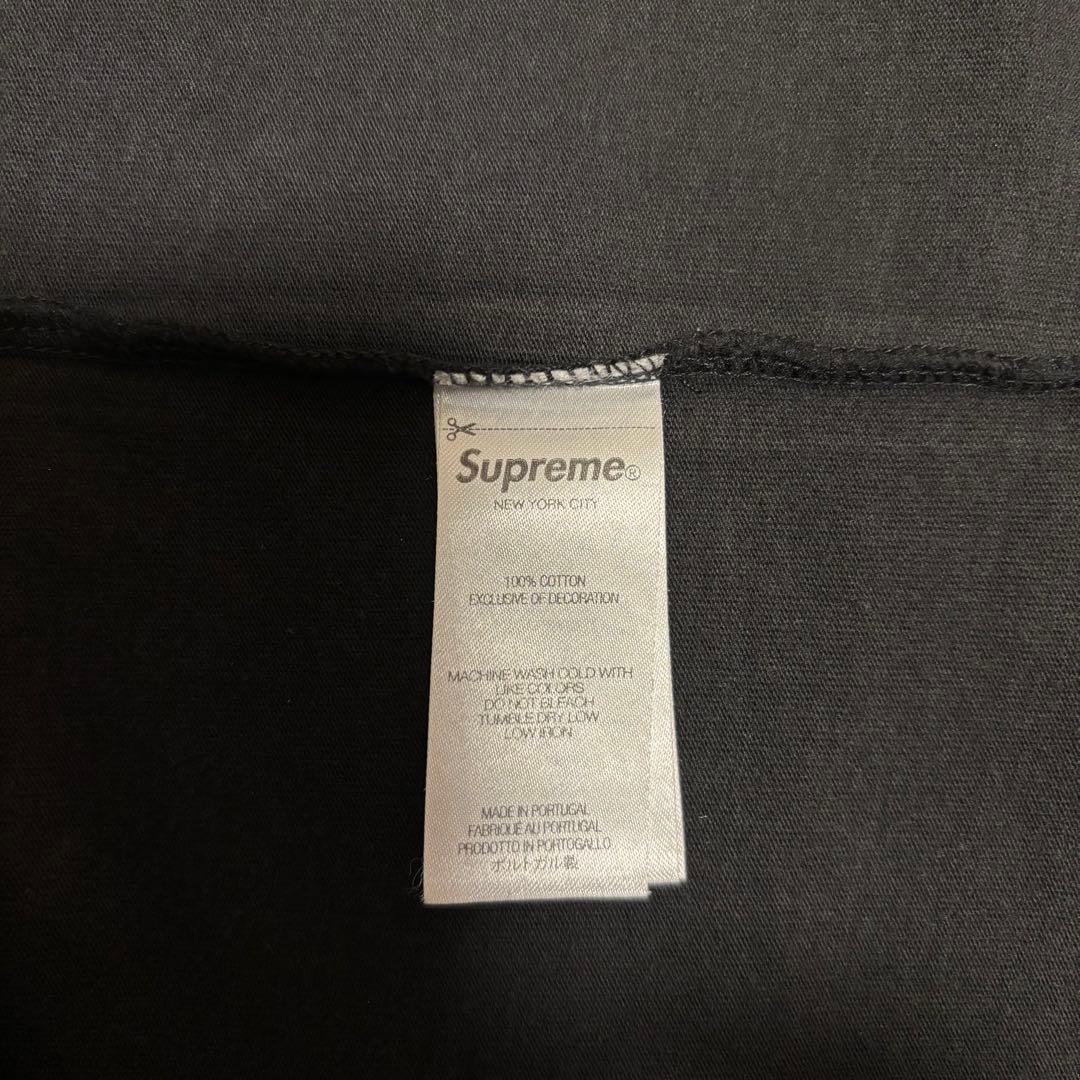 Supreme®
NEW YORK CITY
100% COTTON
EXCLUSIVE OF DECORATION
MACHINE WASH COLD WITH
LIKE COLORS
DO NOT BLEACH
TUMBLE DRY LOW
LOW IRON
MADE IN PORTUGAL
FABRIQUÉ AU PORTUGAL
PRODOTTO IN PORTOGALLO
ポルトガル製